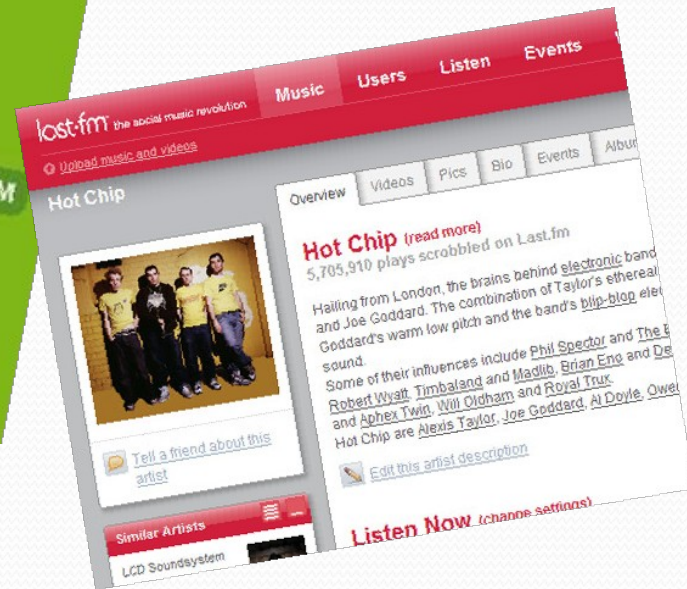 last.fm the social music revolution
Music Users Listen Events
Upload music and videos
Hot Chip
Overview Videos Pics Bio Events
Hot Chip (read more)
5,705,910 plays scrobbled on Last.fm
Hailing from London, the brains behind electronic band
and Joe Goddard. The combination of Taylor's ethereal
Goddard's warm low pitch and the band's blip-blop
sound.
Some of their influences include Phil Spector and The
Robert Wyatt, Timbaland and Madlib, Brian Eno and
and Aphex Twin, Will Oldham and Royal Trux.
Hot Chip are Alexis Taylor, Joe Goddard, Al Doyle,
Edit this artist description
Listen Now (change settings)
Tell a friend about this
artist
Similar Artists
LCD Soundsystem